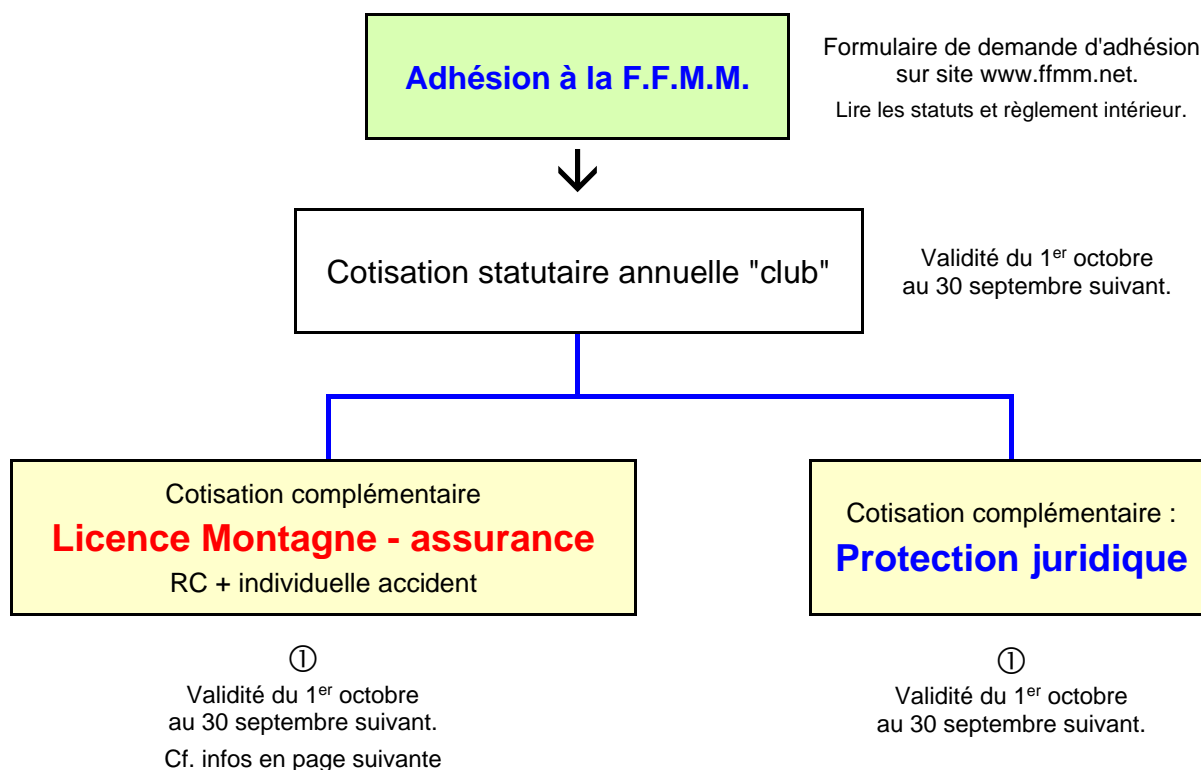 Adhésion à la F.F.M.M.
Formulaire de demande d'adhésion
sur site www.ffmm.net.
Lire les statuts et règlement intérieur.
Cotisation statutaire annuelle "club"
Validité du 1er octobre
au 30 septembre suivant.
Cotisation complémentaire
Licence Montagne - assurance
RC + individuelle accident
Cotisation complémentaire :
Protection juridique
①
Validité du 1er octobre
au 30 septembre suivant.
Cf. infos en page suivante
①
Validité du 1er octobre
au 30 septembre suivant.